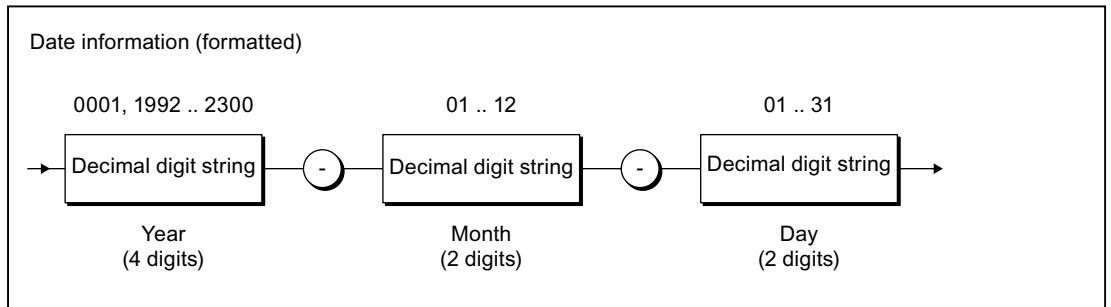 Date information (formatted)
0001, 1992 .. 2300 01 .. 12 01 .. 31
Decimal digit string - Decimal digit string - Decimal digit string
Year Month Day
(4 digits) (2 digits) (2 digits)